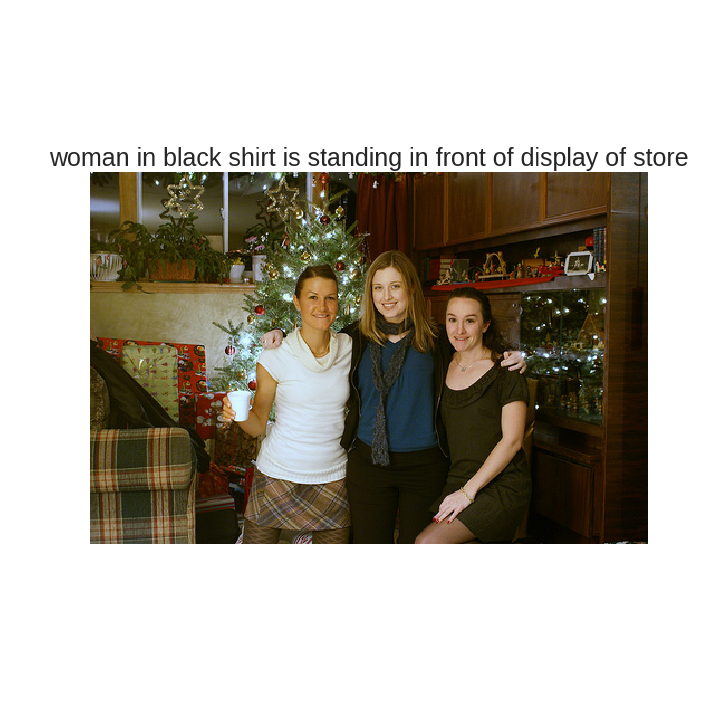 woman in black shirt is standing in front of display of store